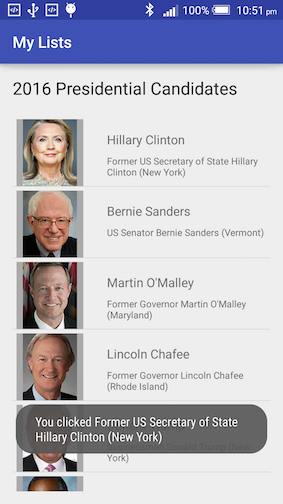 100% 10:51 pm
My Lists
2016 Presidential Candidates
Hillary Clinton
Former US Secretary of State Hillary
Clinton (New York)
Bernie Sanders
US Senator Bernie Sanders (Vermont)
Martin O'Malley
Former Governor Martin O'Malley
(Maryland)
Lincoln Chafee
Former Governor Lincoln Chafee
(Rhode Island)
You clicked Former US Secretary of State
Hillary Clinton (New York)
York)